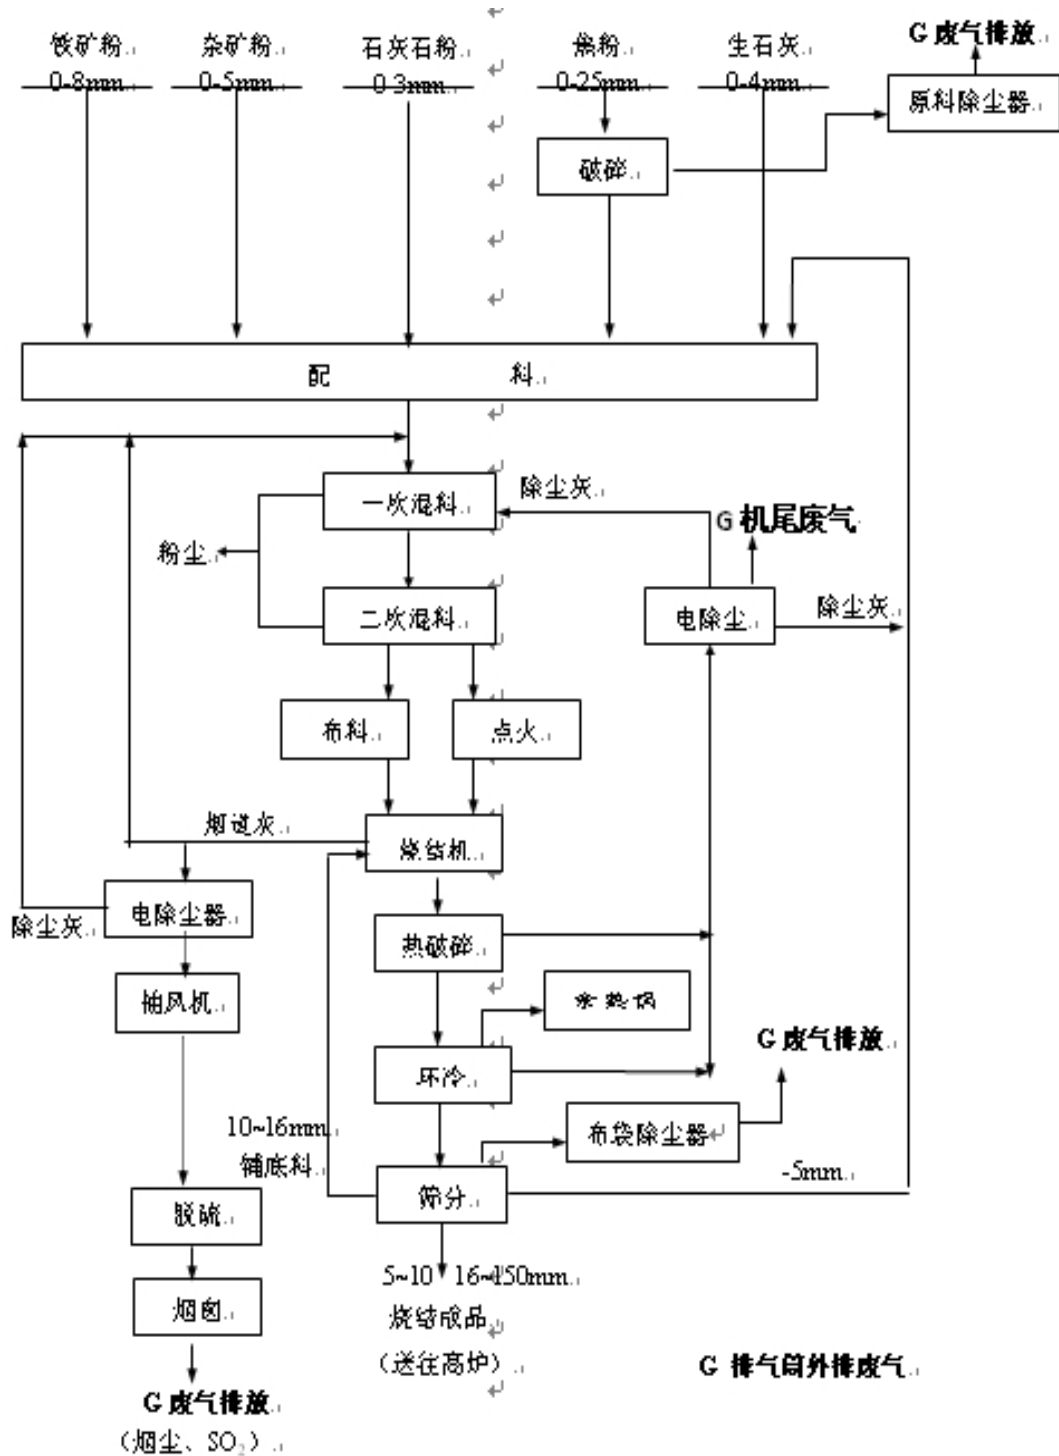 铁矿粉 杂矿粉 石灰石粉 焦粉 生石灰 G 废气排放
0-8mm 0-5mm 0-3mm 0-25mm 0-4mm
原料除尘器
破碎
配 料
一次混料
除尘灰
G 机尾废气
粉尘
二次混料
电除尘
除尘灰
布料
点火
烟道灰
烧结机
电除尘器
除尘灰
热破碎
抽风机
余热锅
G 废气排放
环冷
10~16mm
铺底料
布袋除尘器
-5mm
筛分
脱硫
5~10 16~150mm
烟囱
烧结成品
(送往高炉)
G 排气筒外排废气
G 废气排放
(烟尘、SO₂)